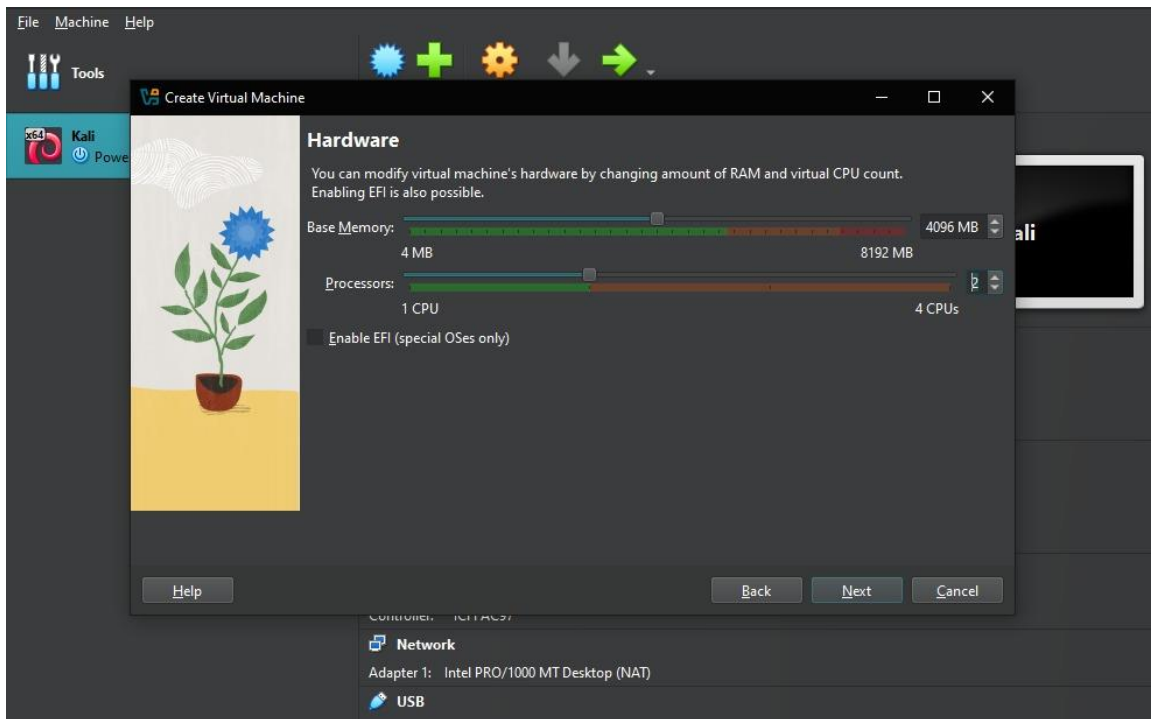 File Machine Help
Tools
Create Virtual Machine
x64
Kali
Powe
Hardware
You can modify virtual machine's hardware by changing amount of RAM and virtual CPU count.
Enabling EFI is also possible.
Base Memory: 4096 MB
4 MB 8192 MB
ali
Processors: 2
1 CPU 4 CPUs
Enable EFI (special OSes only)
Help Back Next Cancel
Network
Adapter 1: Intel PRO/1000 MT Desktop (NAT)
USB